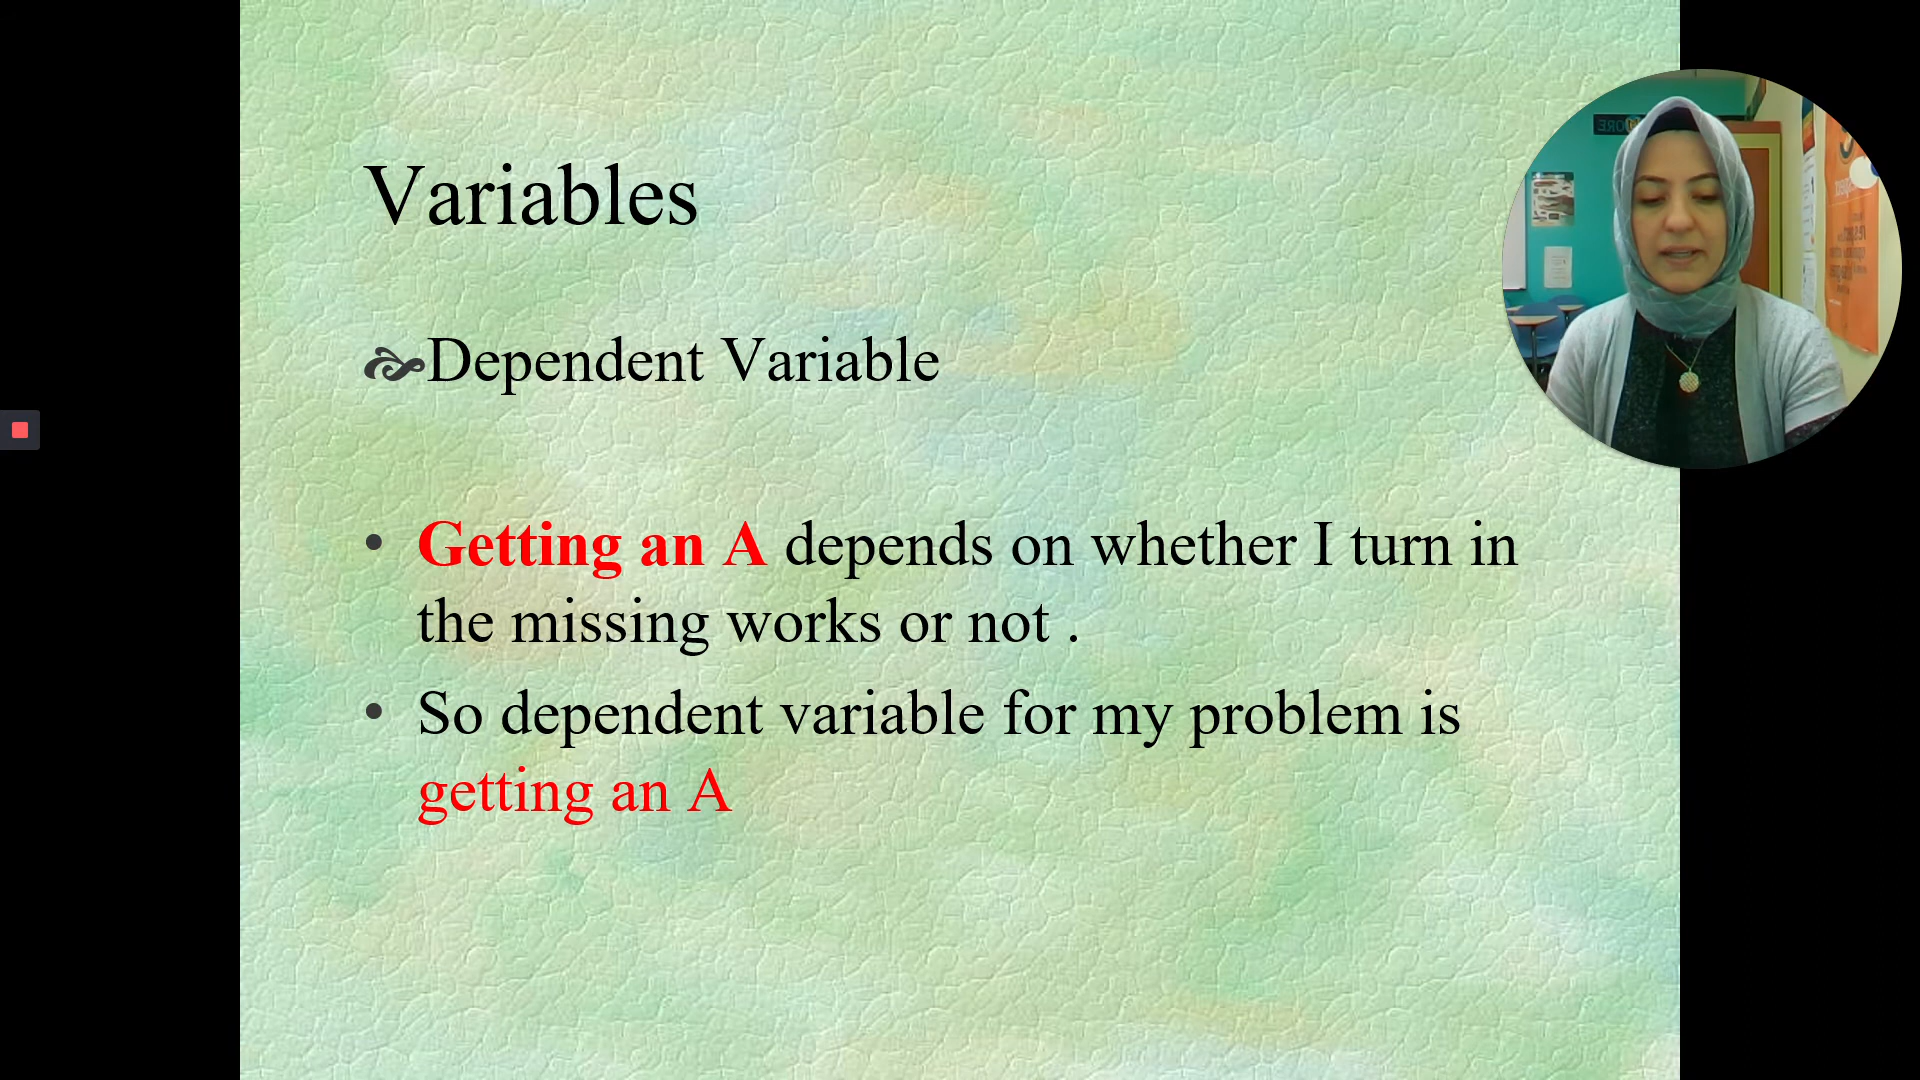 Variables
Dependent Variable
• Getting an A depends on whether I turn in
the missing works or not .
• So dependent variable for my problem is
getting an A